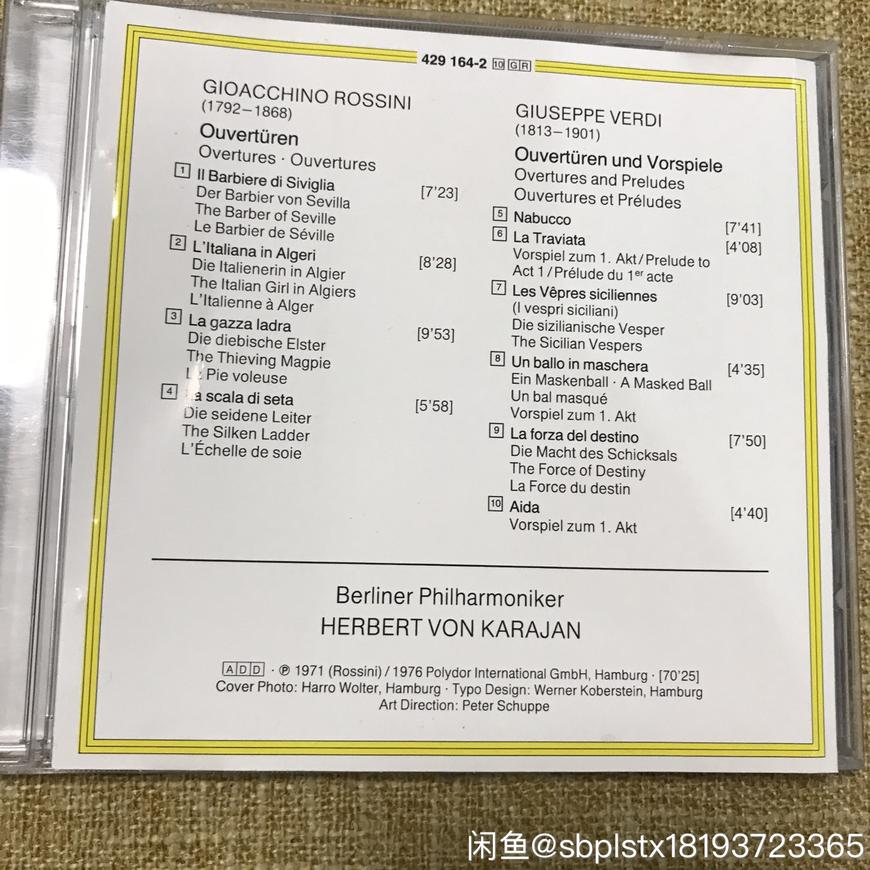 429 164-2 10 GR
GIOACCHINO ROSSINI
(1792–1868)
Ouvertüren
Overtures · Ouvertures
1 Il Barbiere di Siviglia [7'23]
Der Barbier von Sevilla
The Barber of Seville
Le Barbier de Séville
2 L'Italiana in Algeri [8'28]
Die Italienerin in Algier
The Italian Girl in Algiers
L'Italienne à Alger
3 La gazza ladra [9'53]
Die diebische Elster
The Thieving Magpie
La Pie voleuse
4 La scala di seta [5'58]
Die seidene Leiter
The Silken Ladder
L'Échelle de soie
GIUSEPPE VERDI
(1813–1901)
Ouvertüren und Vorspiele
Overtures and Preludes
Ouvertures et Préludes
5 Nabucco [7'41]
6 La Traviata [4'08]
Vorspiel zum 1. Akt/Prelude to
Act 1/Prélude du 1er acte
7 Les Vêpres siciliennes [9'03]
(I vespri siciliani)
Die sizilianische Vesper
The Sicilian Vespers
8 Un ballo in maschera [4'35]
Ein Maskenball · A Masked Ball
Un bal masqué
Vorspiel zum 1. Akt
9 La forza del destino [7'50]
Die Macht des Schicksals
The Force of Destiny
La Force du destin
10 Aida [4'40]
Vorspiel zum 1. Akt
Berliner Philharmoniker
HERBERT VON KARAJAN
ADD · ℗ 1971 (Rossini) / 1976 Polydor International GmbH, Hamburg · [70'25]
Cover Photo: Harro Wolter, Hamburg · Typo Design: Werner Koberstein, Hamburg
Art Direction: Peter Schuppe
闲鱼@sbplstx18193723365